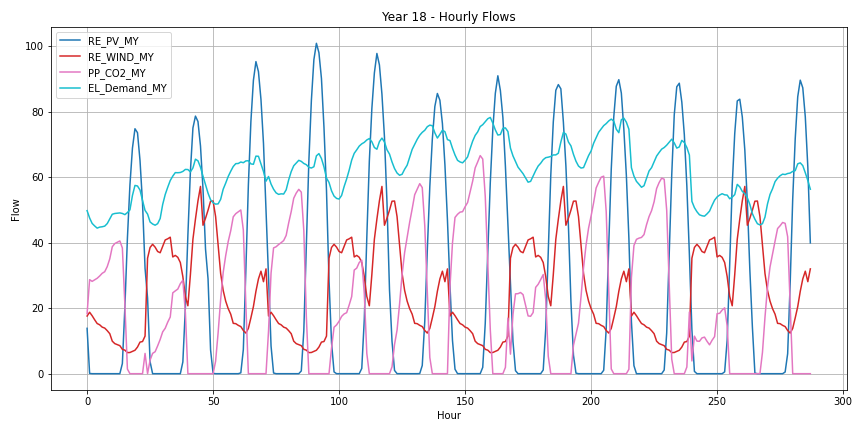 Year 18 - Hourly Flows
RE_PV_MY
RE_WIND_MY
PP_CO2_MY
EL_Demand_MY
100
80
60
40
20
0
Flow
0 50 100 150 200 250 300
Hour